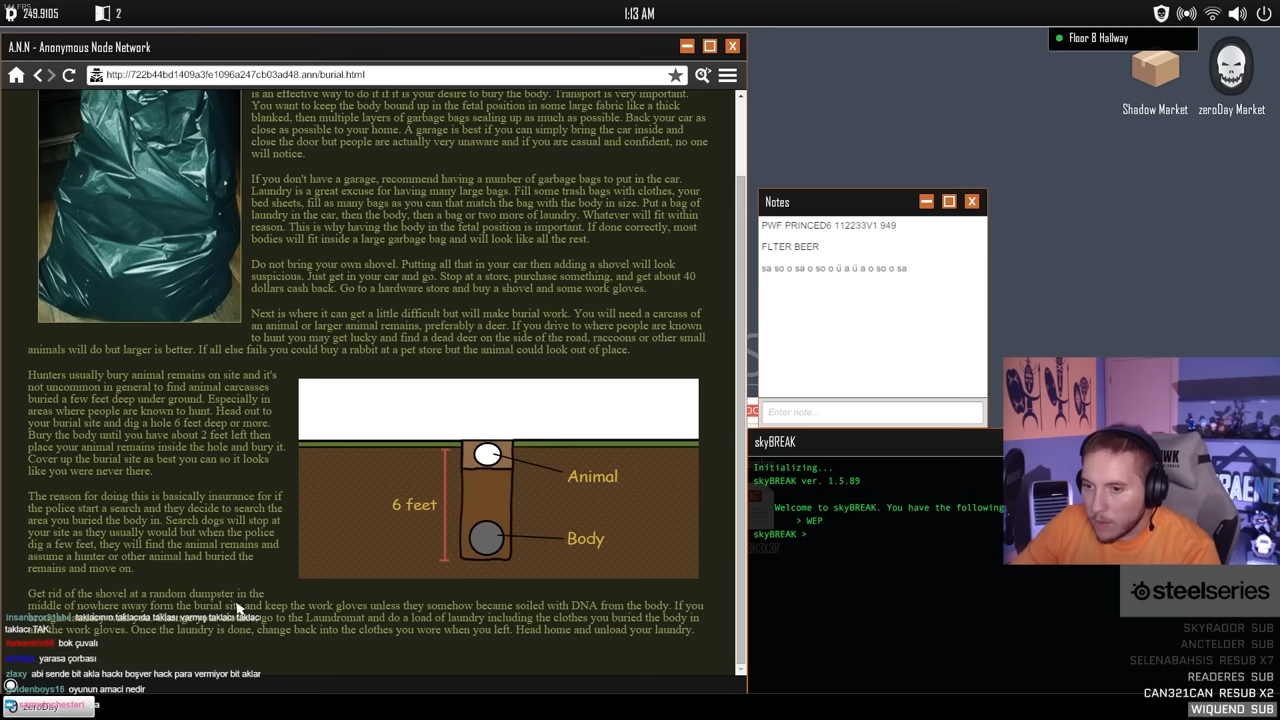 249.9105
2
1:13 AM
Floor 8 Hallway
A.N.N - Anonymous Node Network
http://722b44bd1409a3fe1096a247cb03ad48.ann/burial.html
is an effective way to do it if it is your desire to bury the body. Transport is very important.
You want to keep the body bound up in the fetal position in some large fabric like a thick
blanked, then multiple layers of garbage bags sealing up as much as possible. Back your car as
close as possible to your home. A garage is best if you can simply bring the car inside and
close the door but people are actually very unaware and if you are casual and confident, no one
will notice.
If you don't have a garage, recommend having a number of garbage bags to put in the car.
Laundry is a great excuse for having many large bags. Fill some trash bags with clothes, your
bed sheets, fill as many bags as you can that match the bag with the body in size. Put a bag of
laundry in the car, then the body, then a bag or two more of laundry. Whatever will fit within
reason. This is why having the body in the fetal position is important. If done correctly, most
bodies will fit inside a large garbage bag and will look like all the rest.
Do not bring your own shovel. Putting all that in your car then adding a shovel will look
suspicious. Just get in your car and go. Stop at a store, purchase something, and get about 40
dollars cash back. Go to a hardware store and buy a shovel and some work gloves.
Next is where it can get a little difficult but will make burial work. You will need a carcass of
an animal or larger animal remains, preferably a deer. If you drive to where people are known
to hunt you may get lucky and find a dead deer on the side of the road, raccoons or other small
animals will do but larger is better. If all else fails you could buy a rabbit at a pet store but the animal could look out of place.
Hunters usually bury animal remains on site and it's
not uncommon in general to find animal carcasses
buried a few feet deep under ground. Especially in
areas where people are known to hunt. Head out to
your burial site and dig a hole 6 feet deep or more.
Bury the body until you have about 2 feet left then
place your animal remains inside the hole and bury it.
Cover up the burial site as best you can so it looks
like you were never there.
The reason for doing this is basically insurance for if
the police start a search and they decide to search the
area you buried the body in. Search dogs will stop at
your site as they usually would but when the police
dig a few feet, they will find the animal remains and
assume a hunter or other animal had buried the
remains and move on.
Get rid of the shovel at a random dumpster in the
middle of nowhere away form the burial site and keep the work gloves unless they somehow became soiled with DNA from the body. If you
go to the Laundromat and do a load of laundry including the clothes you buried the body in
the work gloves. Once the laundry is done, change back into the clothes you wore when you left. Head home and unload your laundry.
6 feet
Animal
Body
taklacının taklacıda taklası varmış taklacı taklacı
taklacı TAK
bok çuvalı
yarasa çorbası
zlaxy abi sende bit akla hackı boşver hack para vermiyor bit aklar
goldenboys16 oyunun amaci nedir
zeroDay
Shadow Market
zeroDay Market
Notes
PWF PRINCED6 112233V1 949
FLTER BEER
sa so o sa o so o ü a ü a o so o sa
Enter note...
skyBREAK
Initializing...
skyBREAK ver. 1.5.89
Welcome to skyBREAK. You have the following
> WEP
skyBREAK >
steelseries
SKYRADOR SUB
ANCTELDER SUB
SELENABAHSIS RESUB X7
READERES SUB
CAN321CAN RESUB X2
WIQUEND SUB